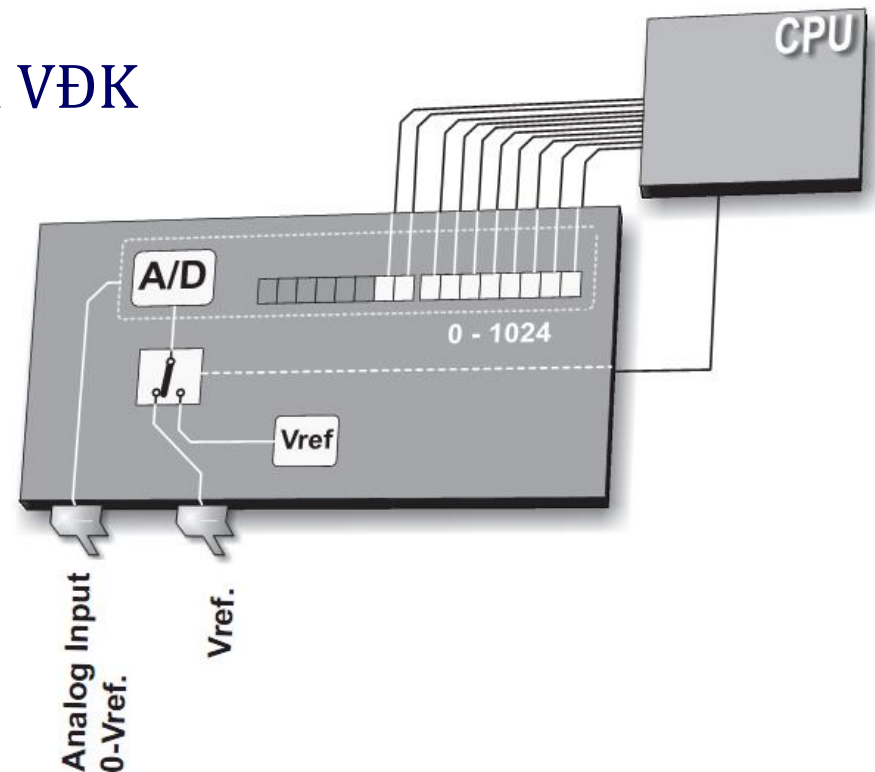 VĐK
CPU
A/D
0 - 1024
Vref
Analog Input
0-Vref.
Vref.